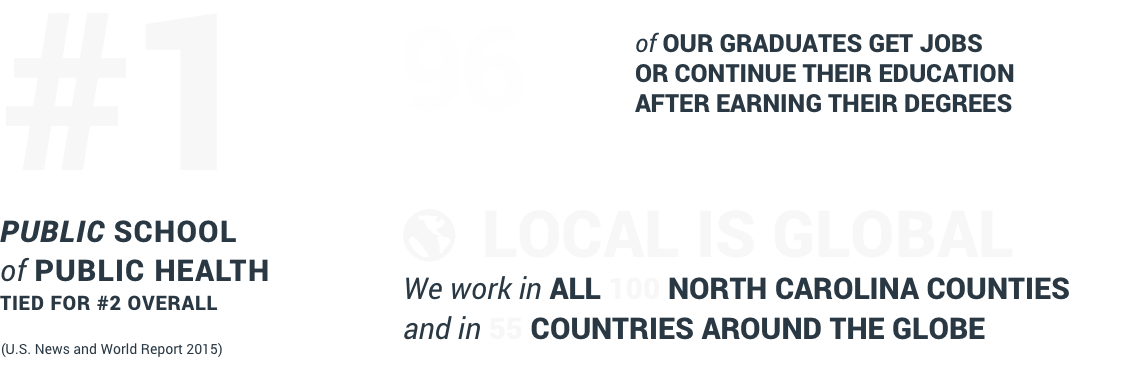 #1
PUBLIC SCHOOL
of PUBLIC HEALTH
TIED FOR #2 OVERALL
(U.S. News and World Report 2015)
96
of OUR GRADUATES GET JOBS
OR CONTINUE THEIR EDUCATION
AFTER EARNING THEIR DEGREES
LOCAL IS GLOBAL
We work in ALL 100 NORTH CAROLINA COUNTIES
and in 55 COUNTRIES AROUND THE GLOBE